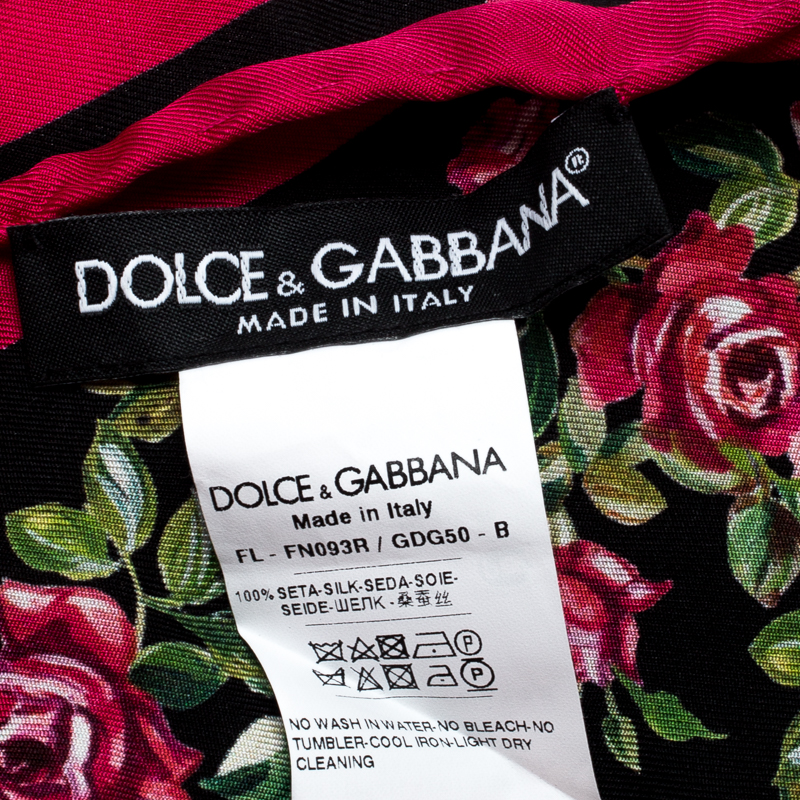 DOLCE & GABBANA®
MADE IN ITALY
DOLCE & GABBANA
Made in Italy
FL - FN093R / GDG50 - B
100% SETA-SILK-SEDA-SOIE-
SEIDE-ШЕЛК - 桑蚕丝
P
P
NO WASH IN WATER-NO BLEACH-NO
TUMBLER-COOL IRON-LIGHT DRY
CLEANING